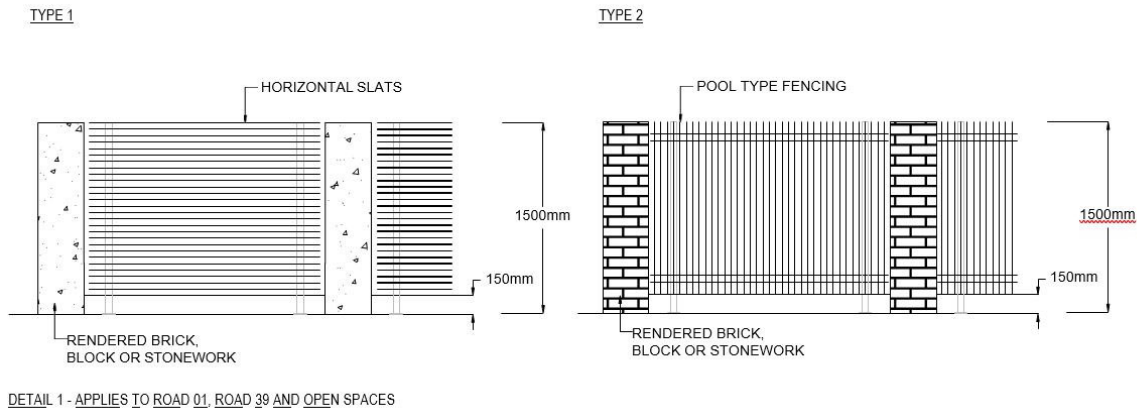 TYPE 1
TYPE 2
HORIZONTAL SLATS
POOL TYPE FENCING
1500mm
1500mm
150mm
150mm
RENDERED BRICK,
BLOCK OR STONEWORK
RENDERED BRICK,
BLOCK OR STONEWORK
DETAIL 1 - APPLIES TO ROAD 01, ROAD 39 AND OPEN SPACES